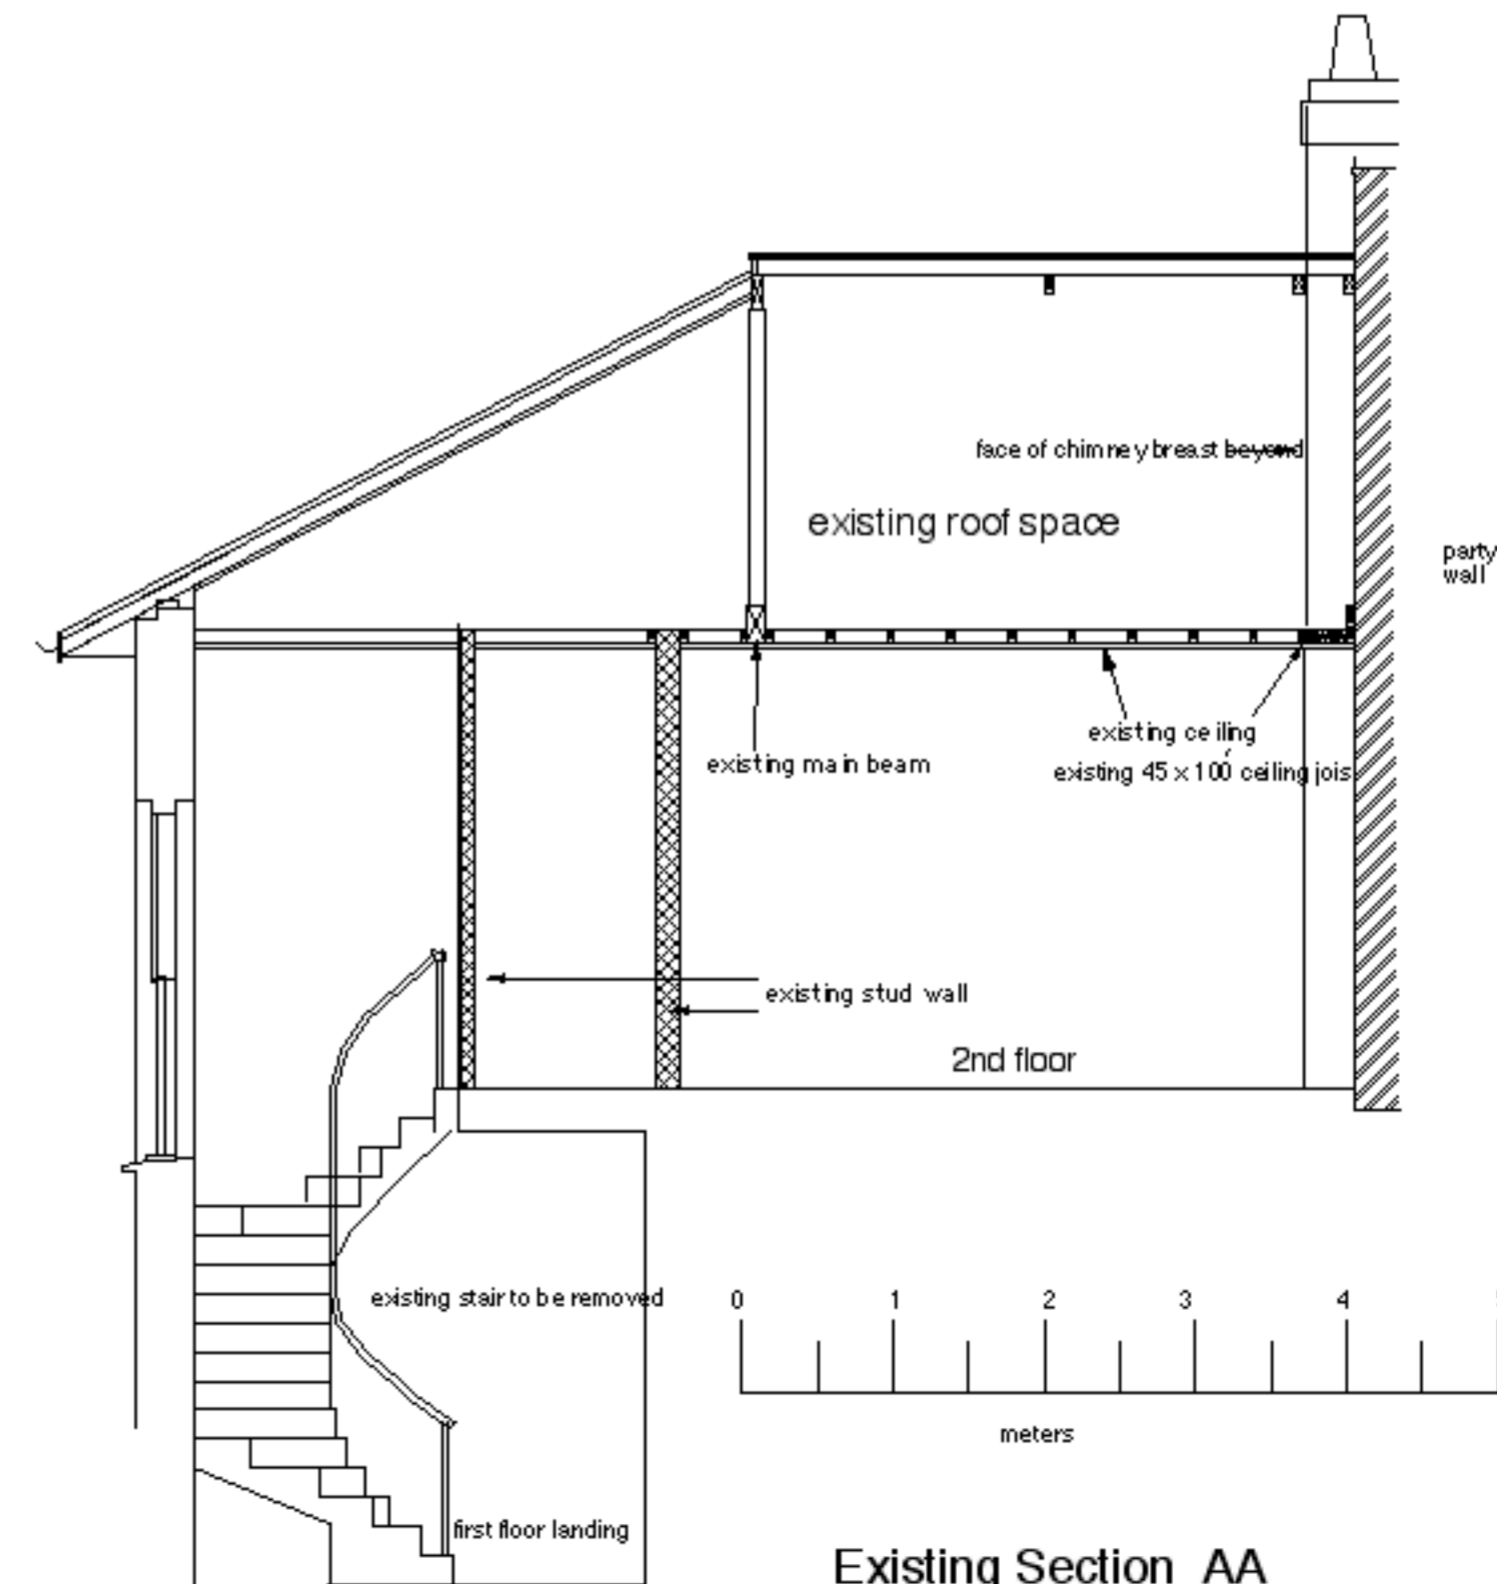 face of chimney breast beyond
existing roof space
party
wall
existing ceiling
existing main beam
existing 45 x 100 ceiling jois
existing stud wall
2nd floor
existing stair to be removed
0 1 2 3 4
meters
first floor landing
Existing Section AA